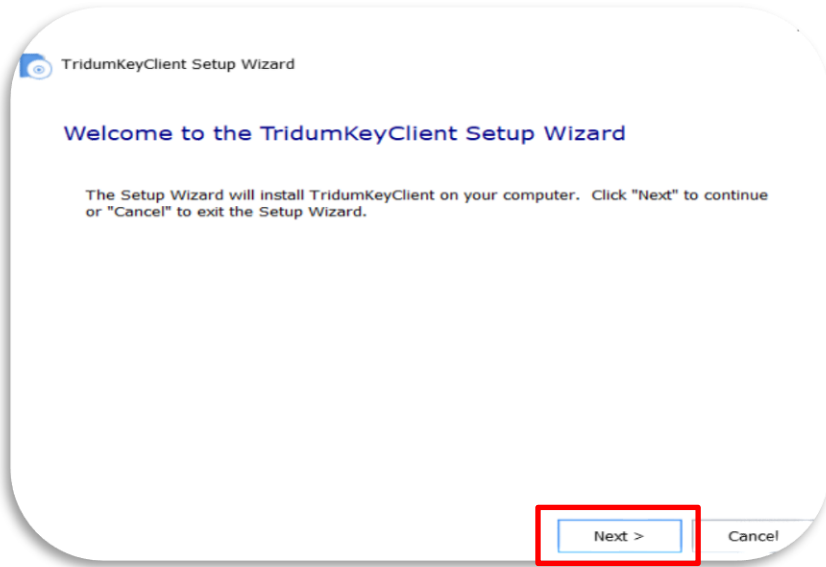 TridumKeyClient Setup Wizard
Welcome to the TridumKeyClient Setup Wizard
The Setup Wizard will install TridumKeyClient on your computer. Click "Next" to continue
or "Cancel" to exit the Setup Wizard.
Next >
Cancel